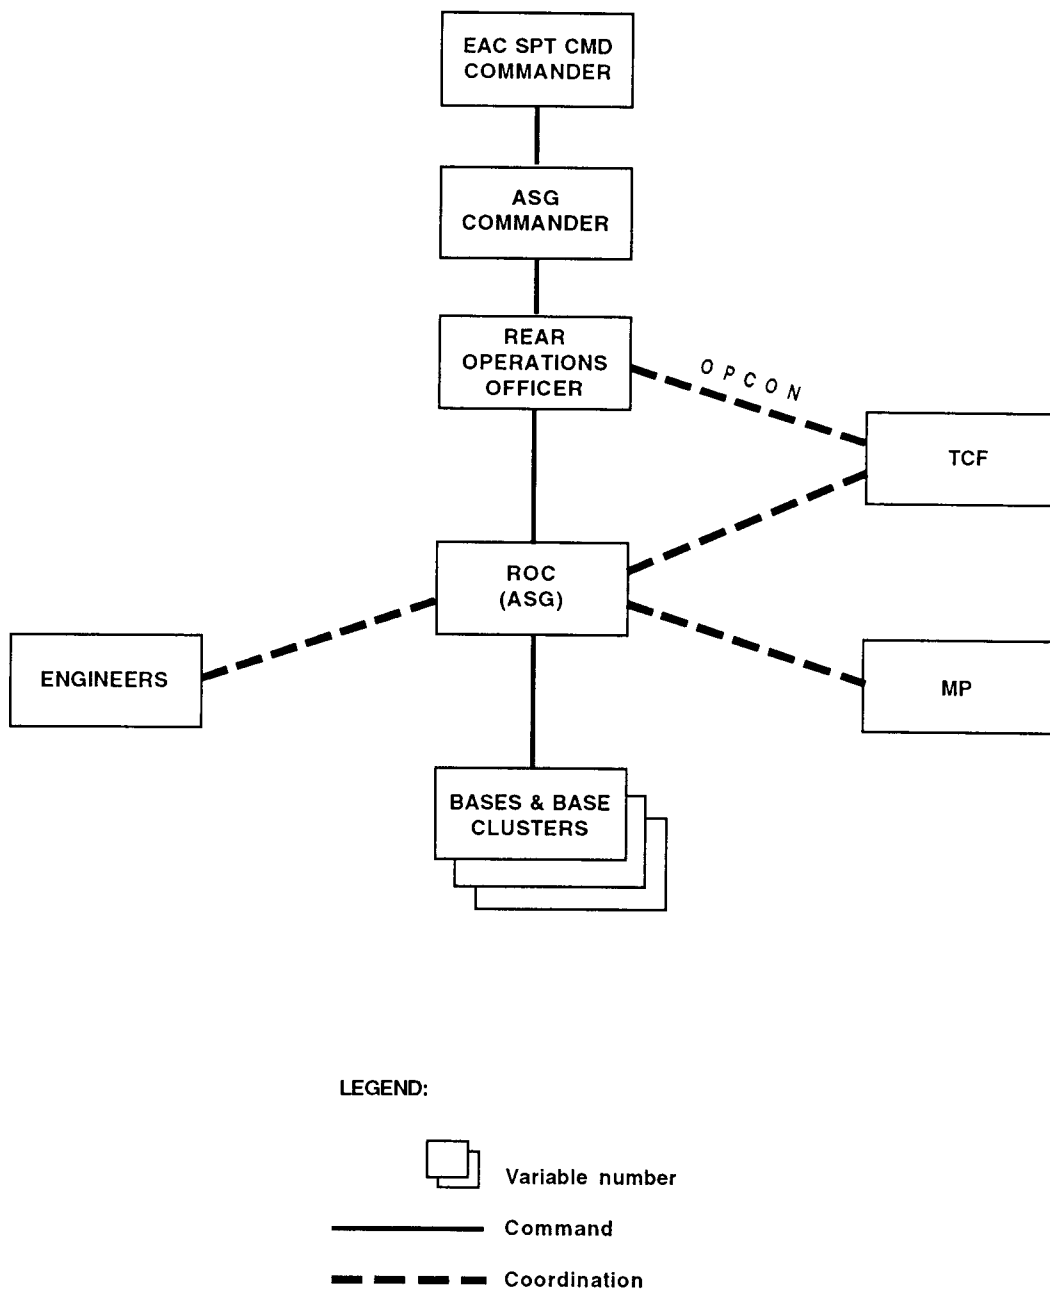 EAC SPT CMD
COMMANDER
ASG
COMMANDER
REAR
OPERATIONS
OFFICER
OPCON
TCF
ROC
(ASG)
ENGINEERS
MP
BASES & BASE
CLUSTERS
LEGEND:
Variable number
Command
Coordination